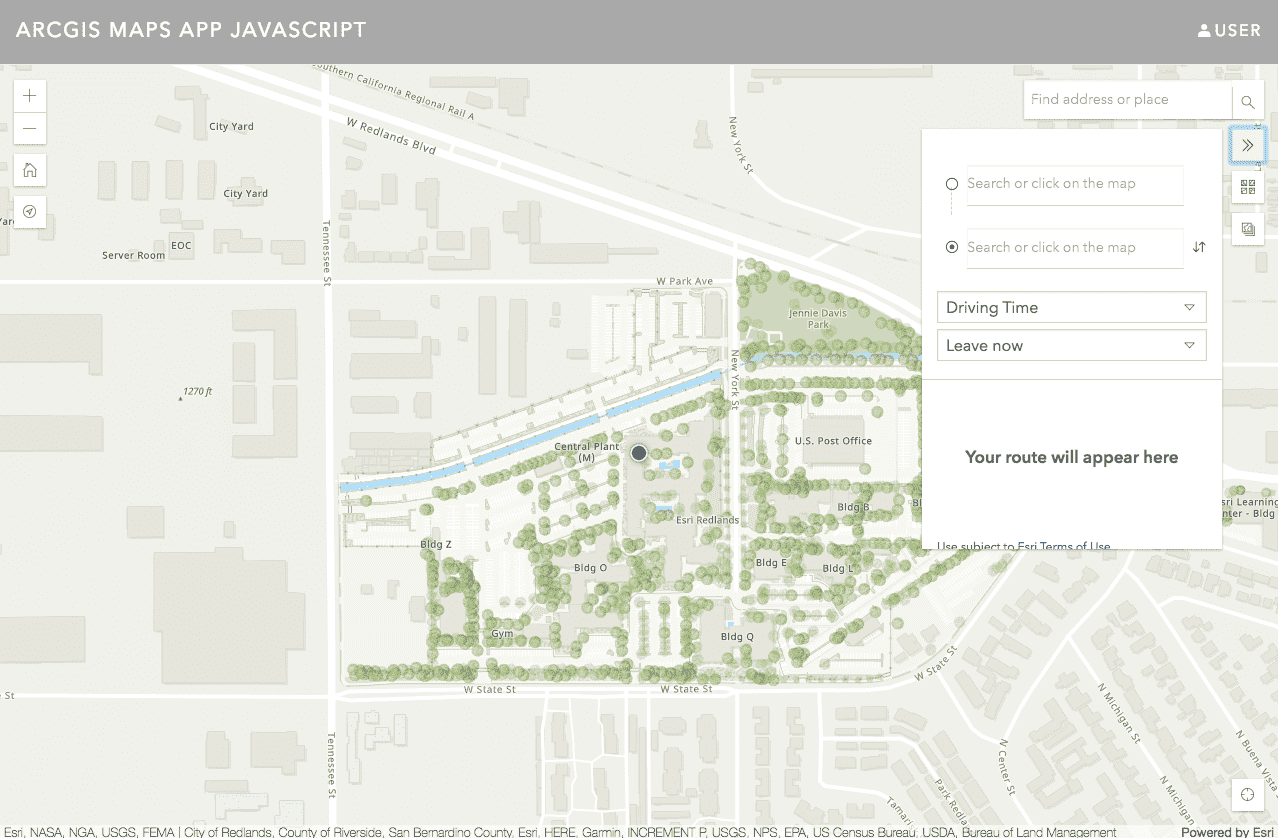 ARCGIS MAPS APP JAVASCRIPT
USER
Find address or place
Search or click on the map
Search or click on the map
Driving Time
Leave now
Your route will appear here
Use subject to Esri Terms of Use
Southern California Regional Rail A
W Redlands Blvd
New York St
City Yard
City Yard
EOC
Server Room
Tennessee St
W Park Ave
Jennie Davis
Park
1270 ft
New York St
Central Plant
(M)
U.S. Post Office
Esri Redlands
Bldg B
Bldg Z
Bldg O
Bldg E
Bldg L
Gym
Bldg Q
W State St
W State St
W State St
St
Tennessee St
N Center St
N Michigan St
N Michigan St
N Buena Vista
Park Redla
Tamari
Esri, NASA, NGA, USGS, FEMA | City of Redlands, County of Riverside, San Bernardino County, Esri, HERE, Garmin, INCREMENT P, USGS, NPS, EPA, US Census Bureau, USDA, Bureau of Land Management
Powered by Esri